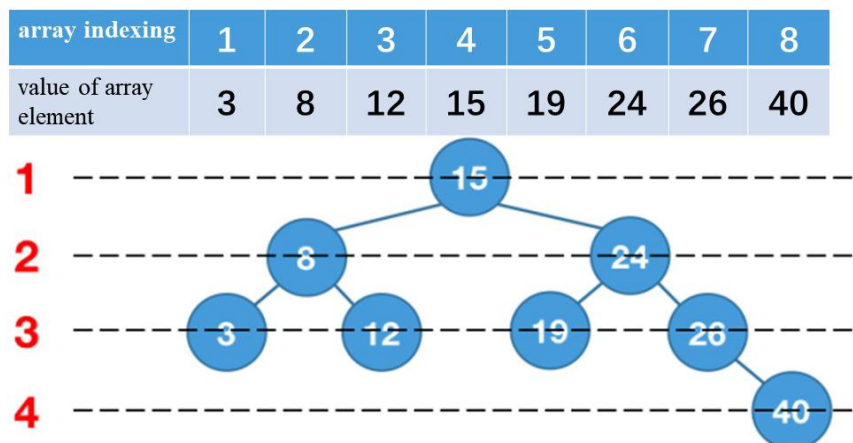 array indexing 1 2 3 4 5 6 7 8
value of array
element 3 8 12 15 19 24 26 40
1 15
2 8 24
3 3 12 19 26
4 40